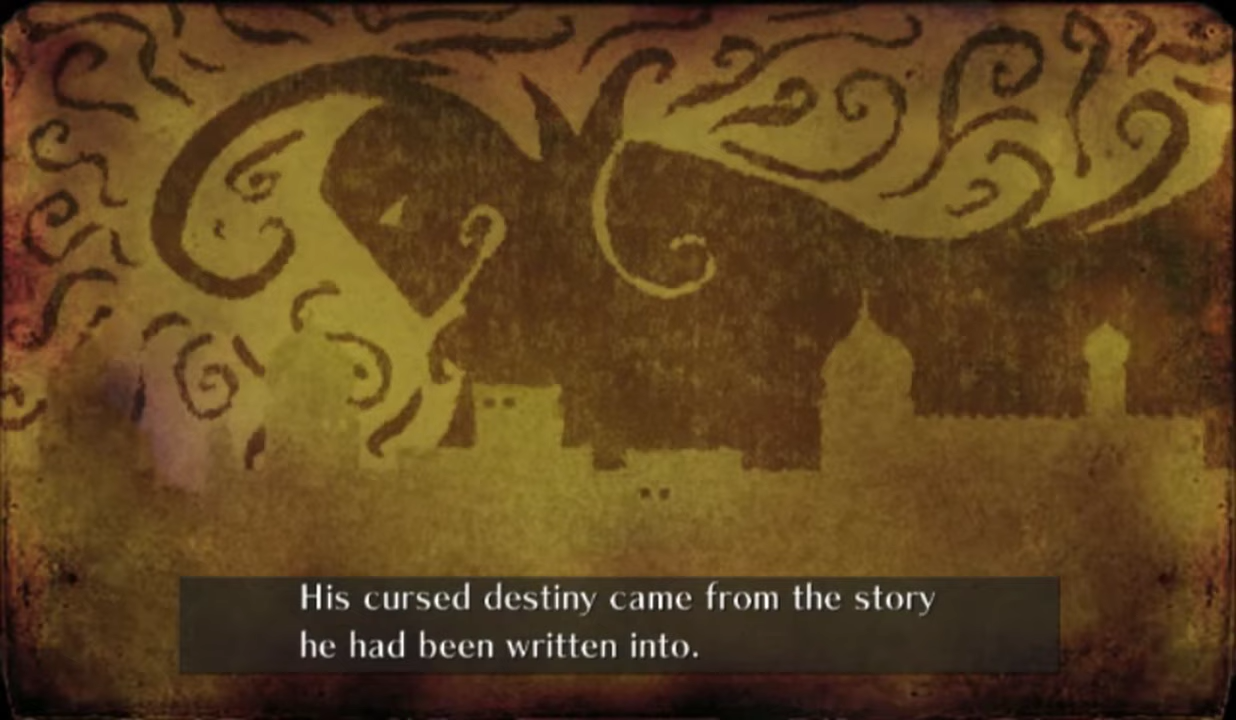 His cursed destiny came from the story
he had been written into.